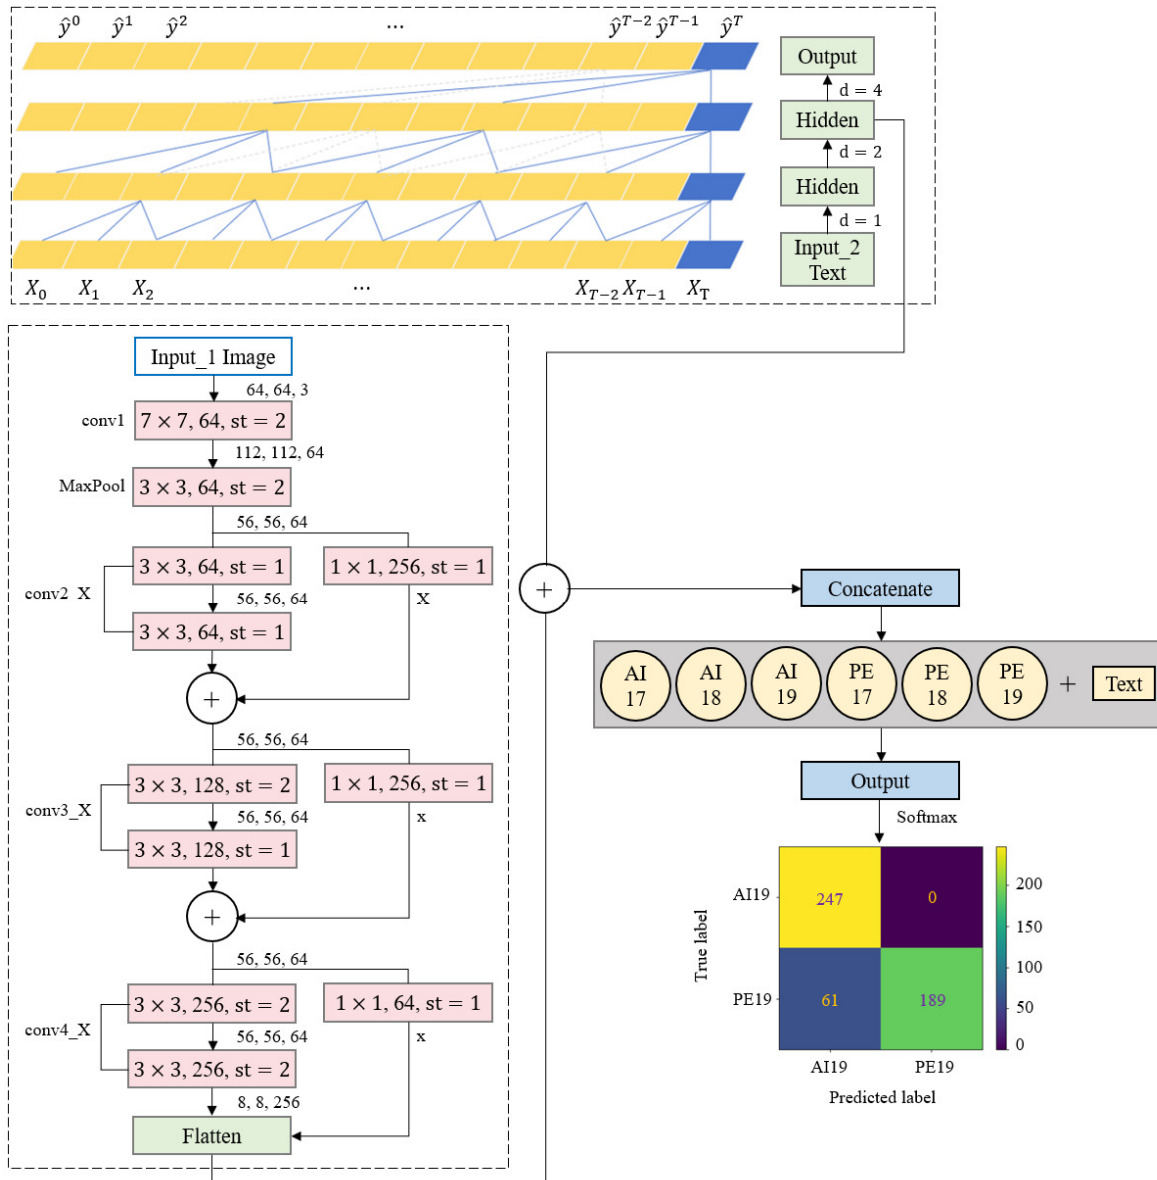 ŷ⁰ ŷ¹ ŷ² ... ŷᵀ⁻² ŷᵀ⁻¹ ŷᵀ
Output
d = 4
Hidden
d = 2
Hidden
d = 1
Input_2
Text
X₀ X₁ X₂ ... X_{T−2} X_{T−1} X_T
Input_1 Image
64, 64, 3
conv1
7 × 7, 64, st = 2
112, 112, 64
MaxPool
3 × 3, 64, st = 2
56, 56, 64
3 × 3, 64, st = 1
1 × 1, 256, st = 1
conv2_X
56, 56, 64
X
3 × 3, 64, st = 1
+
56, 56, 64
3 × 3, 128, st = 2
1 × 1, 256, st = 1
conv3_X
56, 56, 64
x
3 × 3, 128, st = 1
+
56, 56, 64
3 × 3, 256, st = 2
1 × 1, 64, st = 1
conv4_X
56, 56, 64
x
3 × 3, 256, st = 2
8, 8, 256
Flatten
+
Concatenate
AI
17
AI
18
AI
19
PE
17
PE
18
PE
19
+
Text
Output
Softmax
True label
AI19
PE19
247
0
61
189
AI19
PE19
Predicted label
200
150
100
50
0